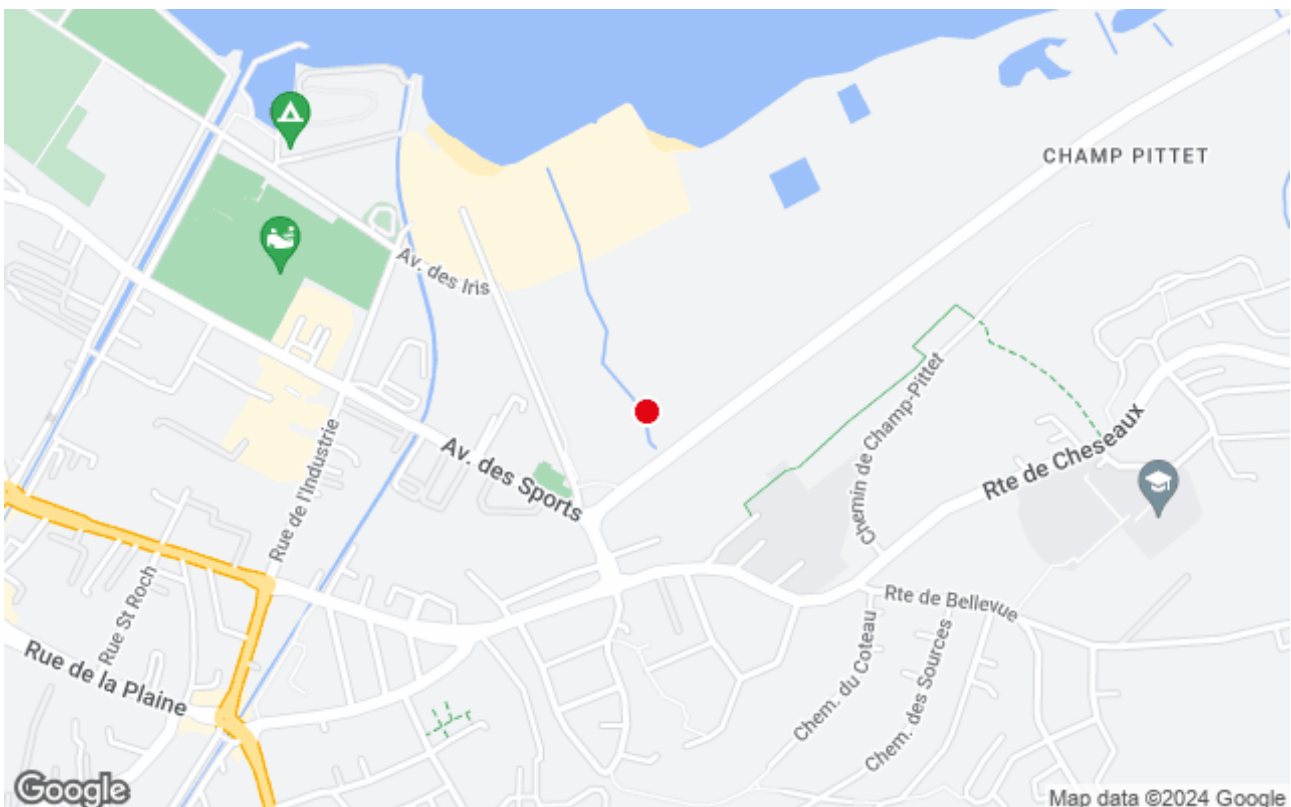 CHAMP PITTET
Av. des Iris
Av. des Sports
Rue de l'Industrie
Chemin de Champ-Pittet
Rte de Cheseaux
Rte de Bellevue
Rue St Roch
Rue de la Plaine
Chem. du Coteau
Chem. des Sources
Google
Map data ©2024 Google